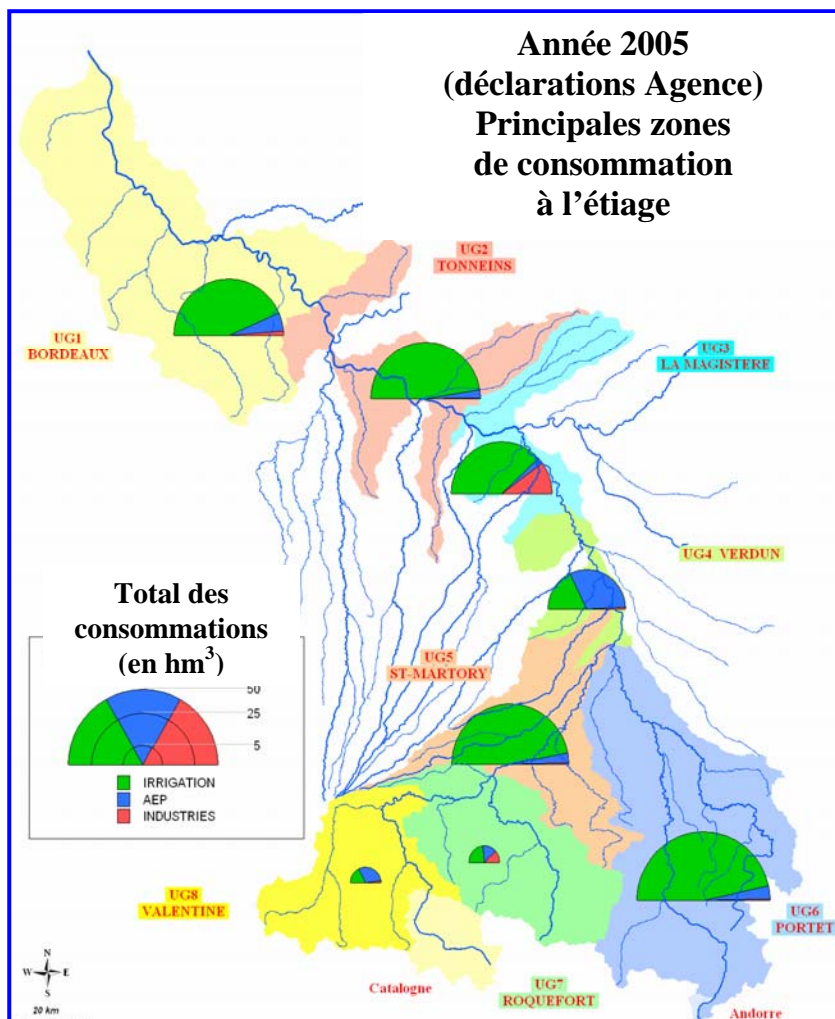 Année 2005
(déclarations Agence)
Principales zones
de consommation
à l'étiage
UG2
TONNEINS
UG1
BORDEAUX
UG3
LA MAGISTERE
UG4 VERDUN
Total des
consommations
(en hm³)
50
25
5
IRRIGATION
AEP
INDUSTRIES
UG5
ST-MARTORY
UG8
VALENTINE
UG6
PORTET
UG7
ROQUEFORT
Catalogne
Andorre
N
W E
S
20 km